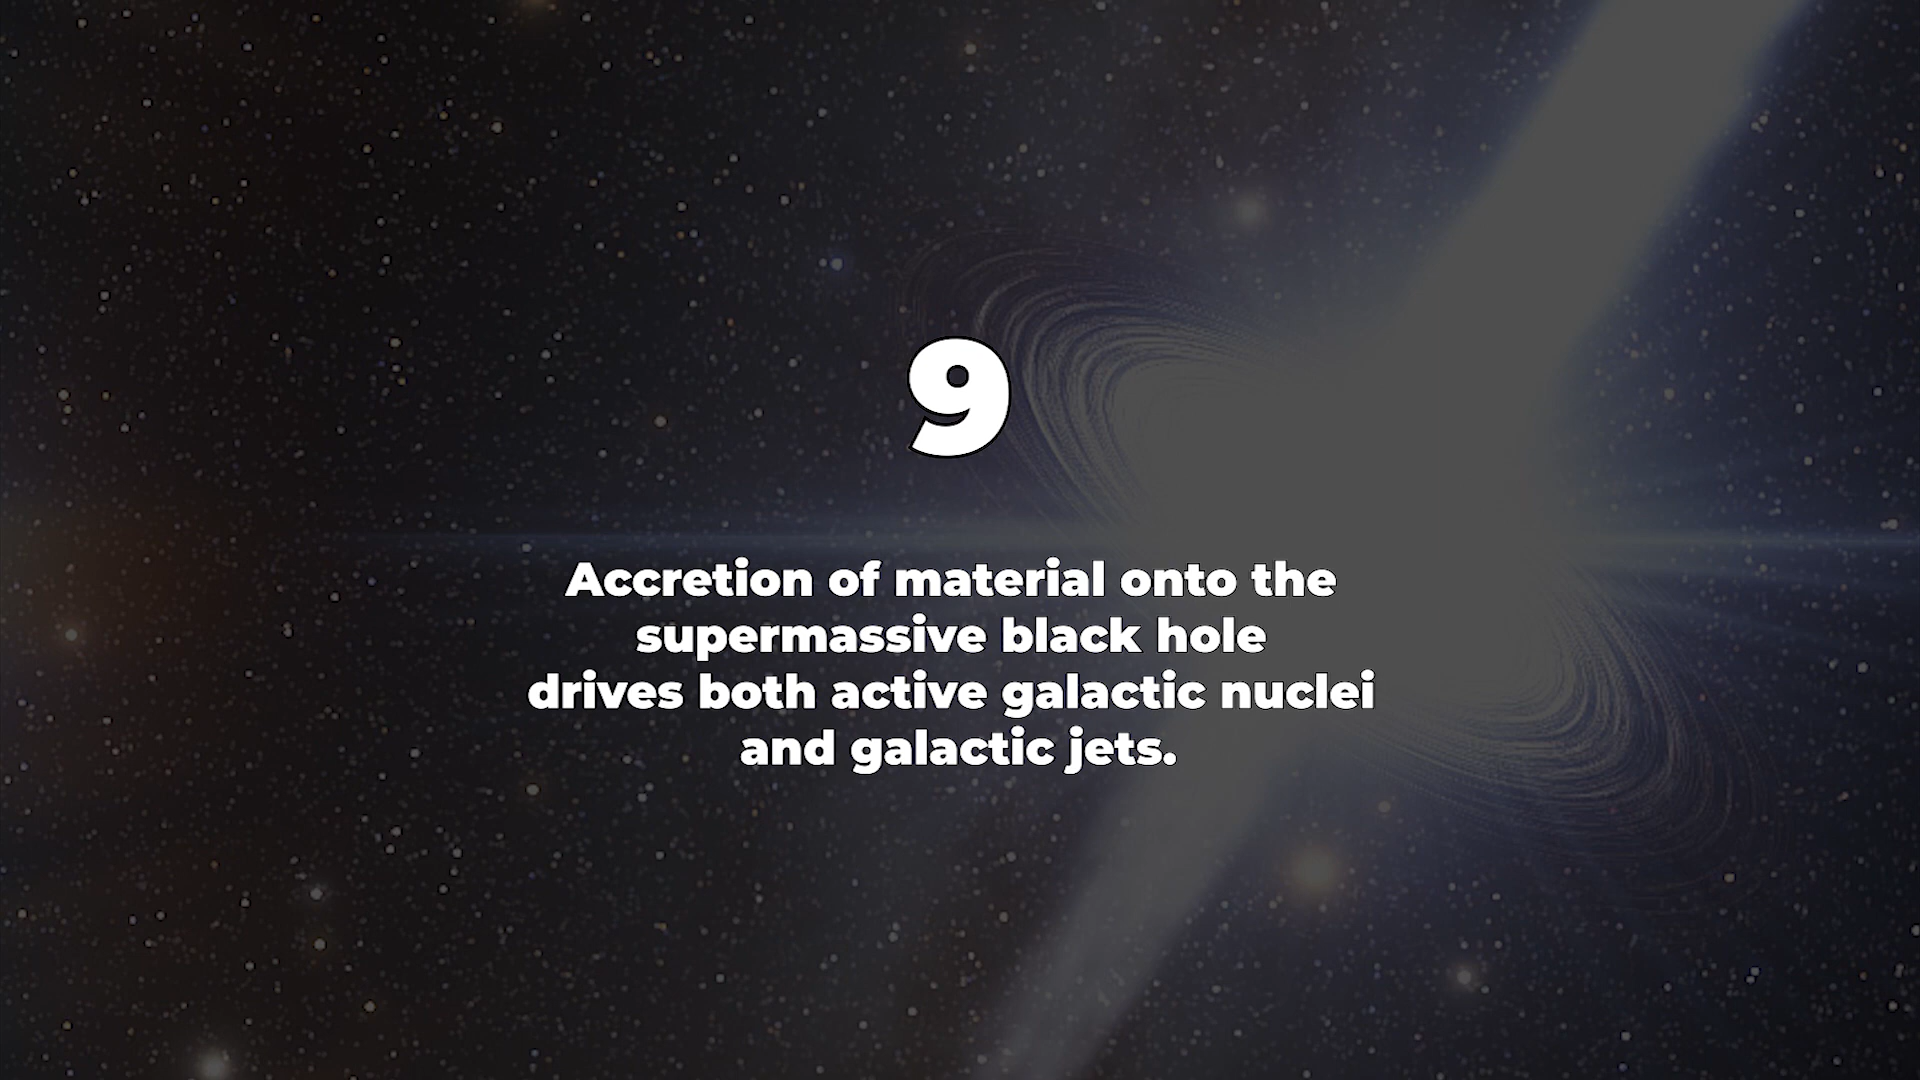 9
Accretion of material onto the
supermassive black hole
drives both active galactic nuclei
and galactic jets.